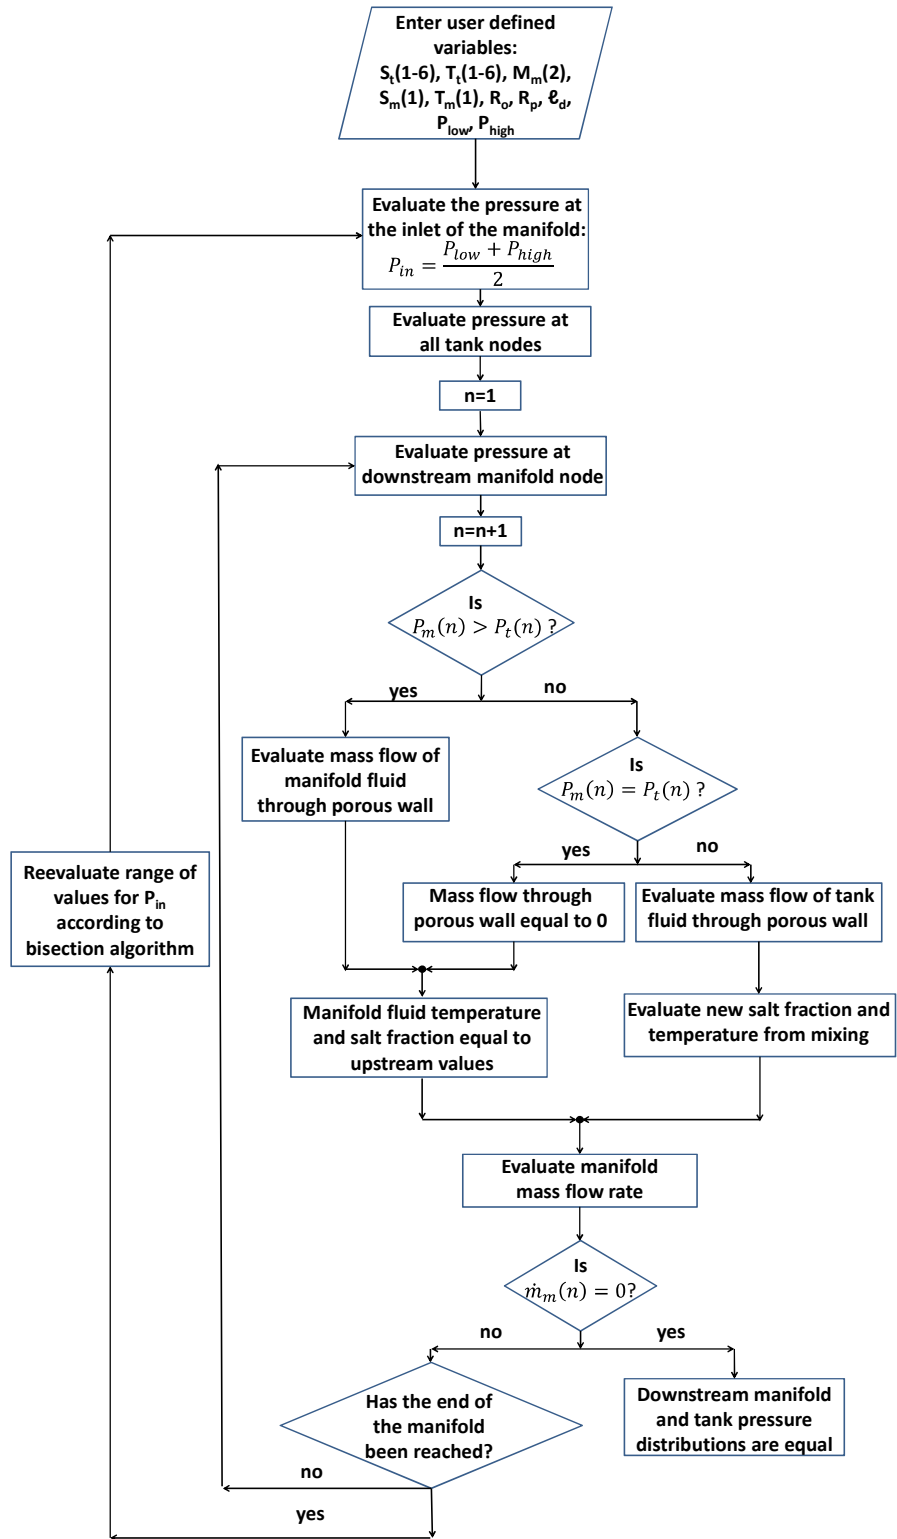 Enter user defined
variables:
Sₜ(1-6), Tₜ(1-6), Mₘ(2),
Sₘ(1), Tₘ(1), Rₒ, Rₚ, ℓd,
Plow, Phigh
Evaluate the pressure at
the inlet of the manifold:
Pin = (Plow + Phigh)/2
Evaluate pressure at
all tank nodes
n=1
Evaluate pressure at
downstream manifold node
n=n+1
Is
Pₘ(n) > Pₜ(n) ?
yes
no
Evaluate mass flow of
manifold fluid
through porous wall
Is
Pₘ(n) = Pₜ(n) ?
yes
no
Reevaluate range of
values for Pin
according to
bisection algorithm
Mass flow through
porous wall equal to 0
Evaluate mass flow of tank
fluid through porous wall
Manifold fluid temperature
and salt fraction equal to
upstream values
Evaluate new salt fraction and
temperature from mixing
Evaluate manifold
mass flow rate
Is
ṁₘ(n) = 0?
no
yes
Has the end of
the manifold
been reached?
Downstream manifold
and tank pressure
distributions are equal
no
yes